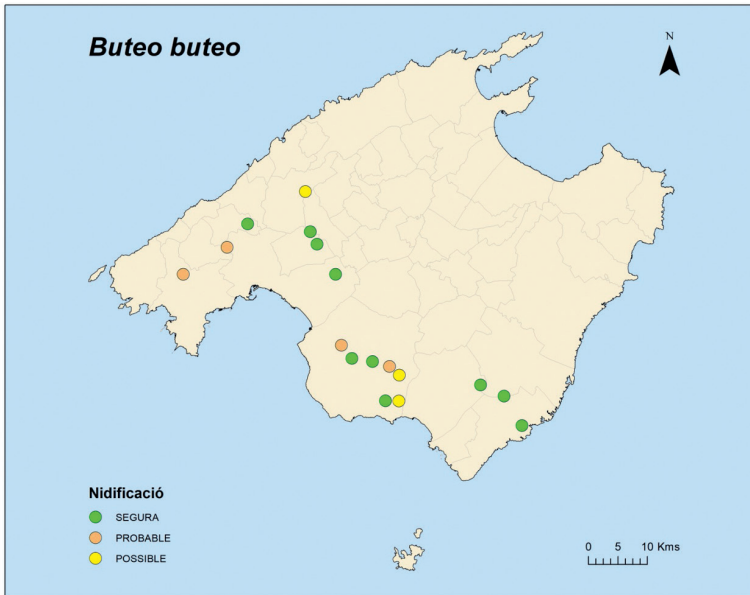 Buteo buteo
N
Nidificació
SEGURA
PROBABLE
POSSIBLE
0 5 10 Kms